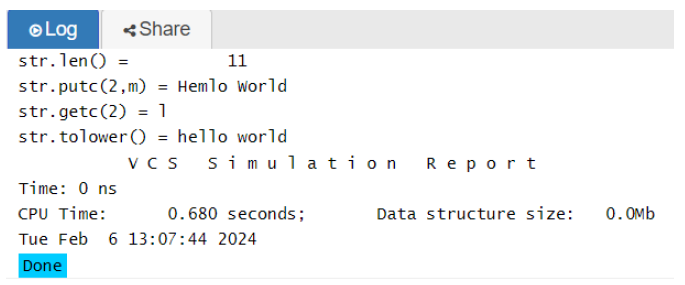 Log Share
str.len() =          11
str.putc(2,m) = Hemlo World
str.getc(2) = l
str.tolower() = hello world
V C S   S i m u l a t i o n   R e p o r t
Time: 0 ns
CPU Time:      0.680 seconds;       Data structure size:   0.0Mb
Tue Feb  6 13:07:44 2024
Done